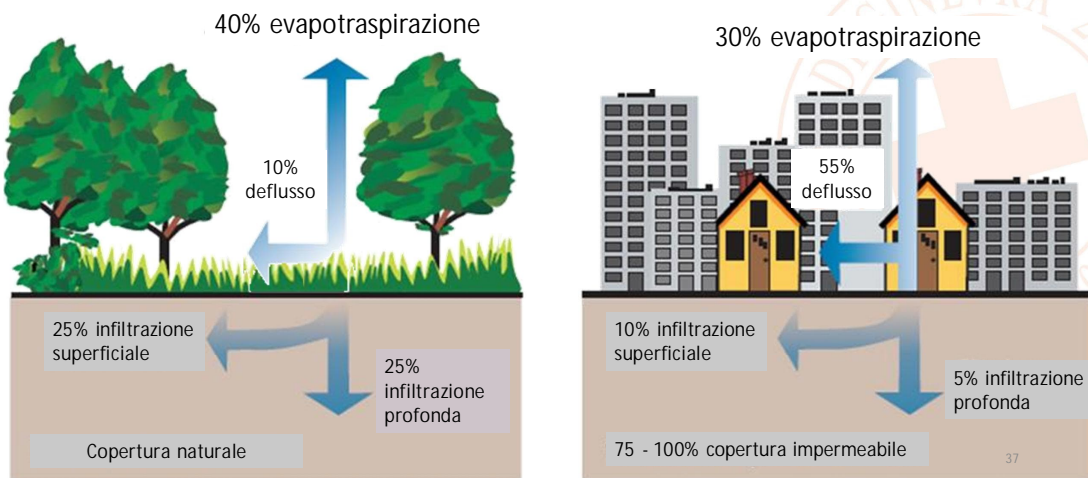 40% evapotraspirazione
10%
deflusso
25% infiltrazione
superficiale
25%
infiltrazione
profonda
Copertura naturale
30% evapotraspirazione
55%
deflusso
10% infiltrazione
superficiale
5% infiltrazione
profonda
75 - 100% copertura impermeabile
37